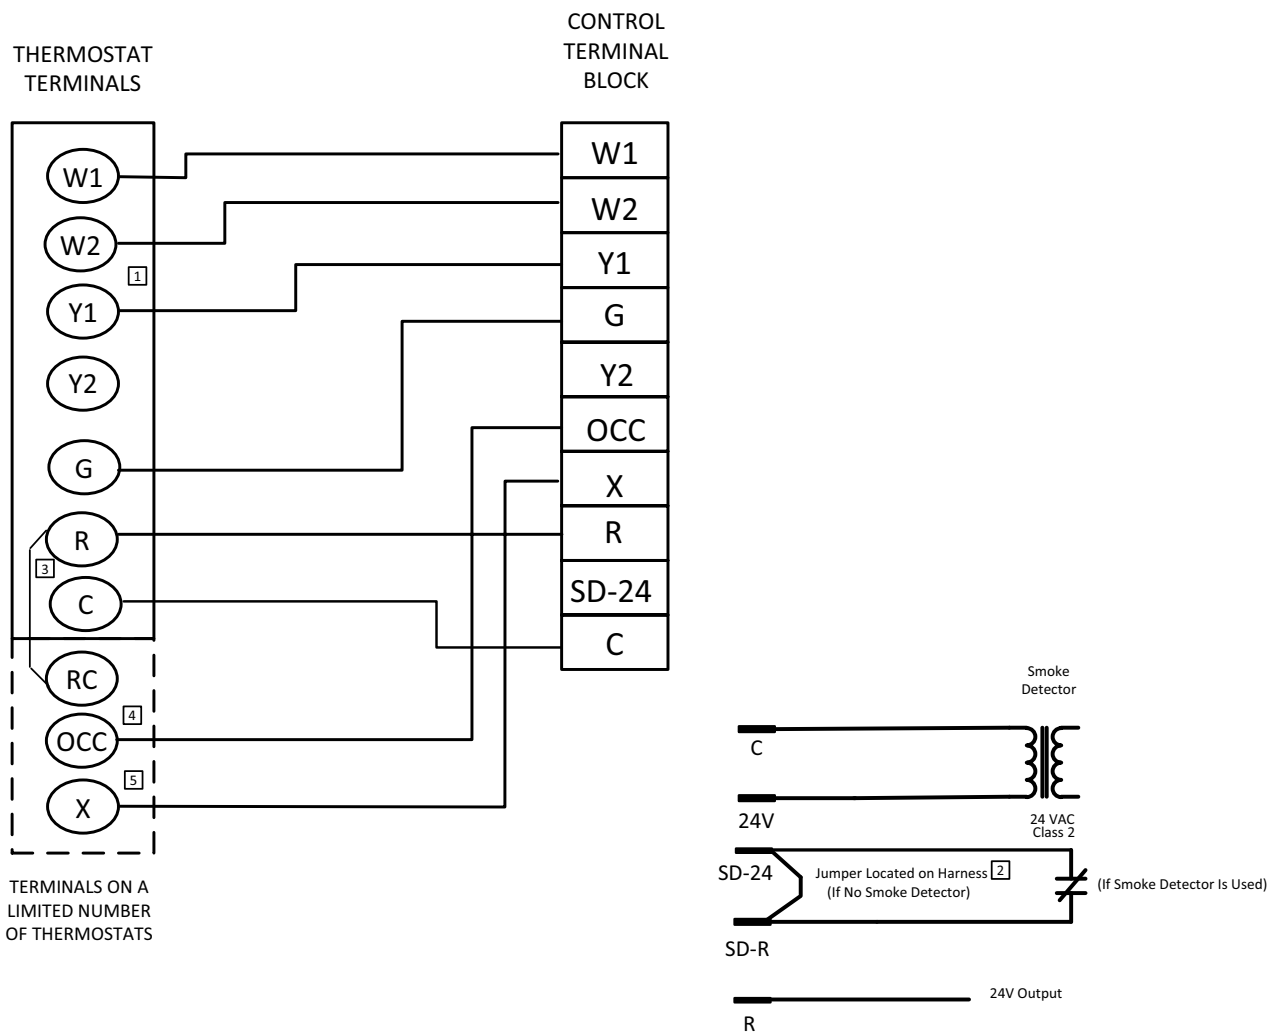 THERMOSTAT
TERMINALS
W1
W2
1
Y1
Y2
G
R
3
C
RC
4
OCC
5
X
TERMINALS ON A
LIMITED NUMBER
OF THERMOSTATS
CONTROL
TERMINAL
BLOCK
W1
W2
Y1
G
Y2
OCC
X
R
SD-24
C
Smoke
Detector
C
24V
24 VAC
Class 2
SD-24
Jumper Located on Harness 2
(If No Smoke Detector)
(If Smoke Detector Is Used)
SD-R
24V Output
R